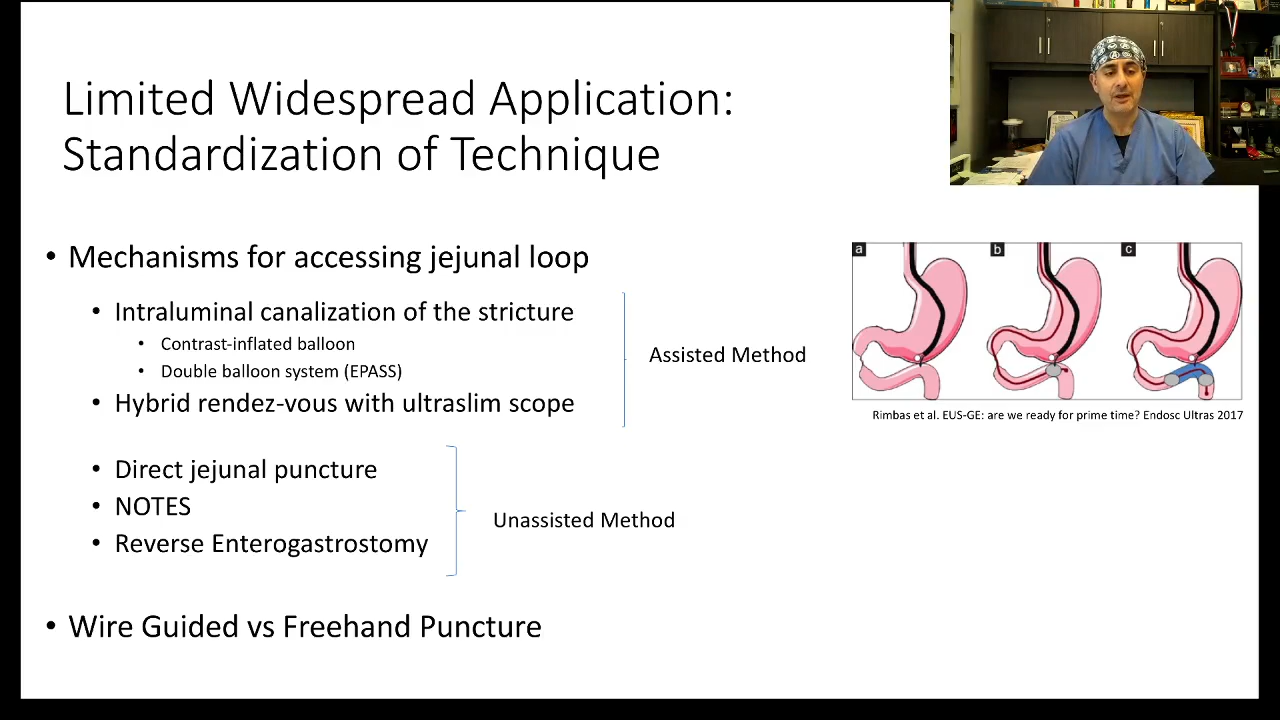 Limited Widespread Application:
Standardization of Technique
• Mechanisms for accessing jejunal loop
• Intraluminal canalization of the stricture
• Contrast-inflated balloon
• Double balloon system (EPASS)
• Hybrid rendez-vous with ultraslim scope
Assisted Method
• Direct jejunal puncture
• NOTES
• Reverse Enterogastrostomy
Unassisted Method
• Wire Guided vs Freehand Puncture
a
b
c
Rimbas et al. EUS-GE: are we ready for prime time? Endosc Ultras 2017